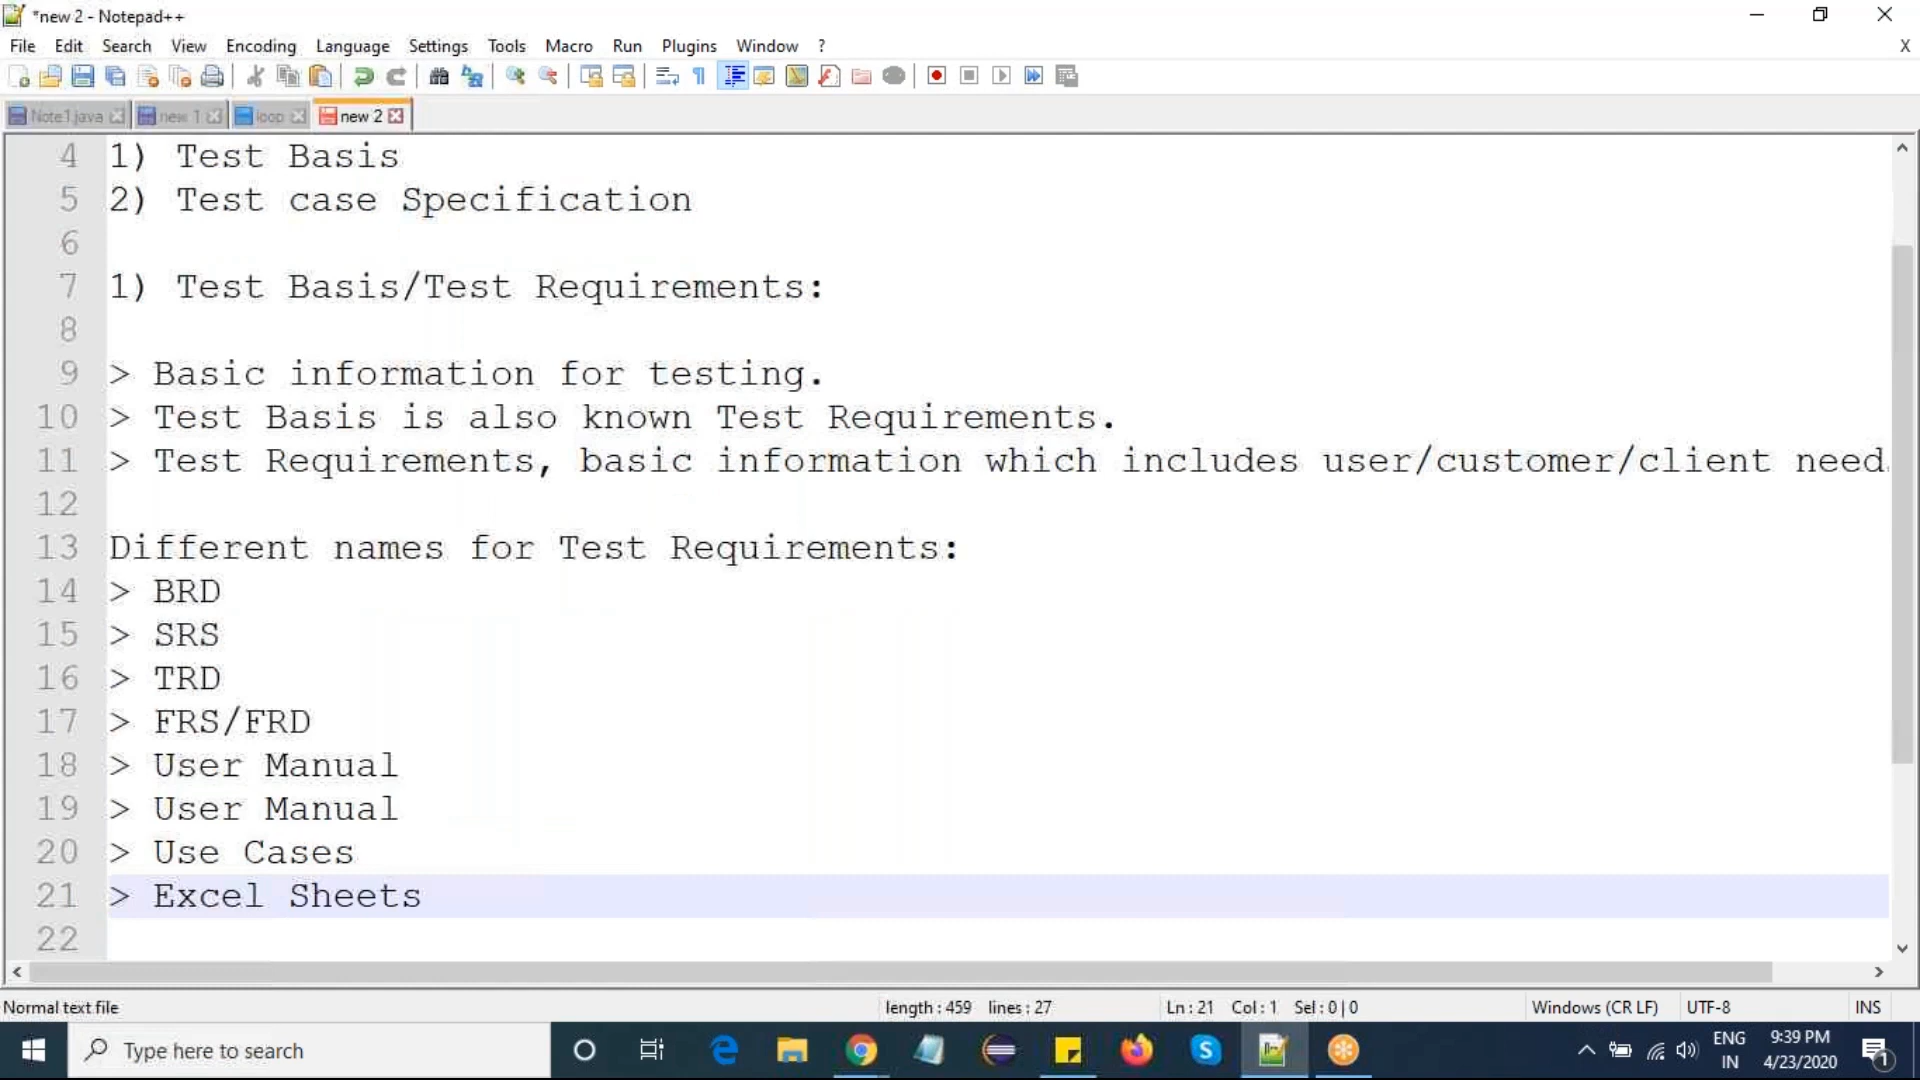 *new 2 - Notepad++
File Edit Search View Encoding Language Settings Tools Macro Run Plugins Window ?
X
Note1.java new 1 loop new 2
4 1) Test Basis
5 2) Test case Specification
6
7 1) Test Basis/Test Requirements:
8
9 > Basic information for testing.
10 > Test Basis is also known Test Requirements.
11 > Test Requirements, basic information which includes user/customer/client need
12
13 Different names for Test Requirements:
14 > BRD
15 > SRS
16 > TRD
17 > FRS/FRD
18 > User Manual
19 > User Manual
20 > Use Cases
21 > Excel Sheets
22
Normal text file length : 459 lines : 27 Ln : 21 Col : 1 Sel : 0 | 0 Windows (CR LF) UTF-8 INS
Type here to search
ENG 9:39 PM
IN 4/23/2020
1